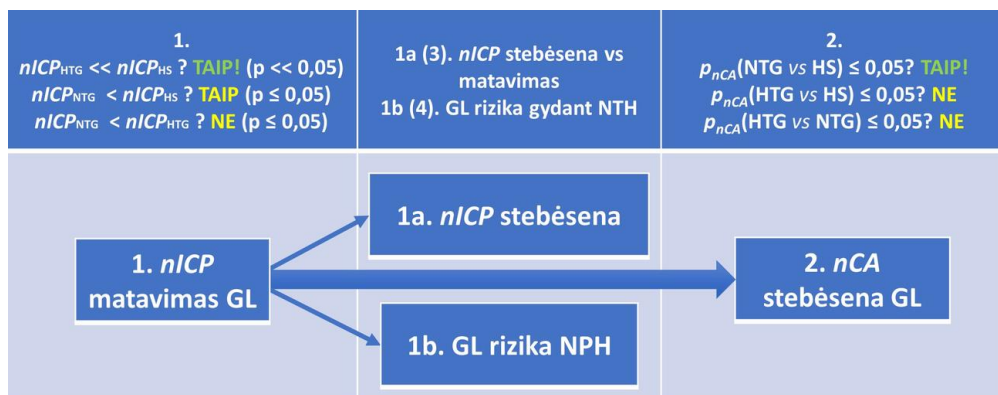 1.
nICPHTG << nICPHS ? TAIP! (p << 0,05)
nICPNTG < nICPHS ? TAIP (p ≤ 0,05)
nICPNTG < nICPHTG ? NE (p ≤ 0,05)
1a (3). nICP stebėsena vs
matavimas
1b (4). GL rizika gydant NTH
2.
pnCA(NTG vs HS) ≤ 0,05? TAIP!
pnCA(HTG vs HS) ≤ 0,05? NE
pnCA(HTG vs NTG) ≤ 0,05? NE
1. nICP
matavimas GL
1a. nICP stebėsena
1b. GL rizika NPH
2. nCA
stebėsena GL